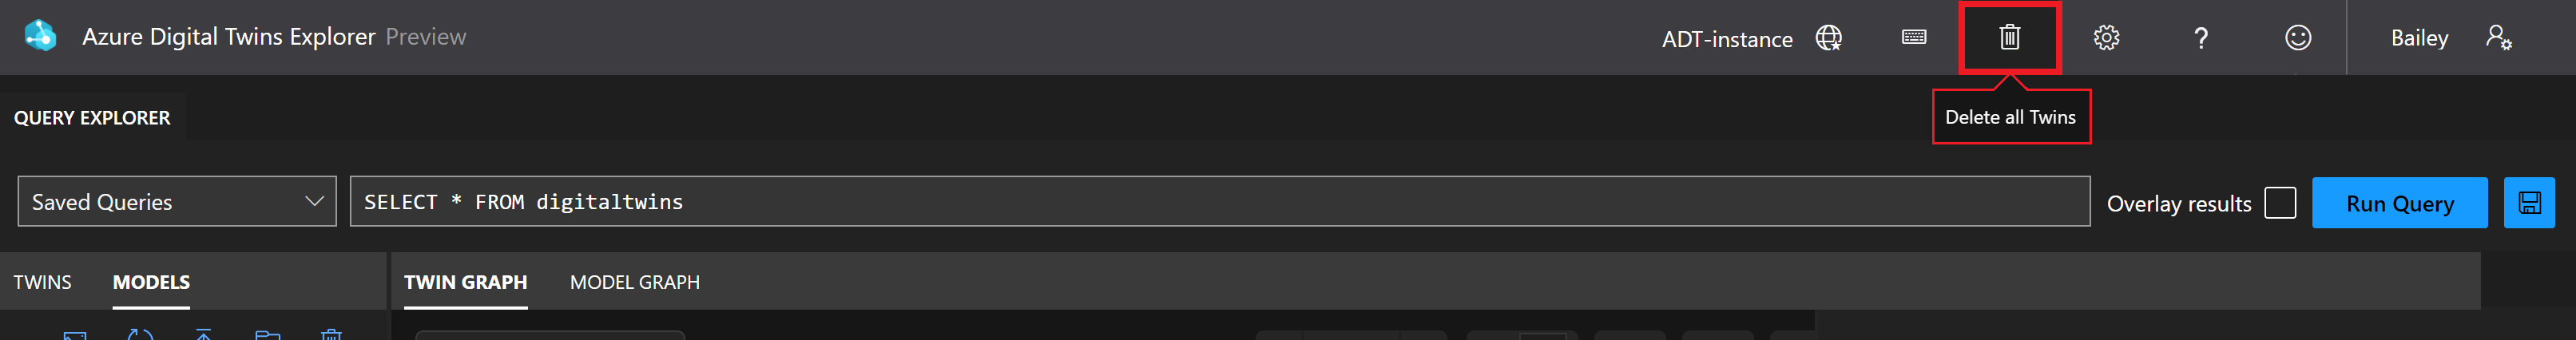 Azure Digital Twins Explorer Preview
ADT-instance
?
Bailey
Delete all Twins
QUERY EXPLORER
Saved Queries
SELECT * FROM digitaltwins
Overlay results
Run Query
TWINS
MODELS
TWIN GRAPH
MODEL GRAPH